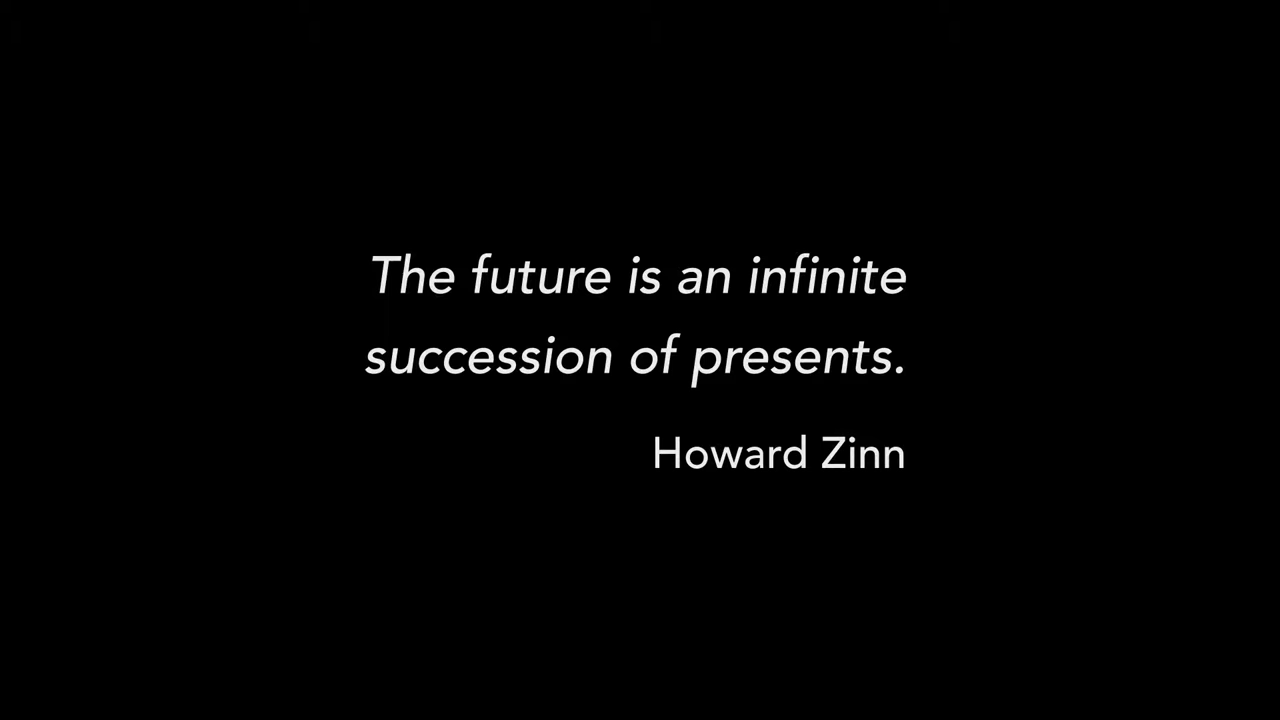 The future is an infinite
succession of presents.
Howard Zinn